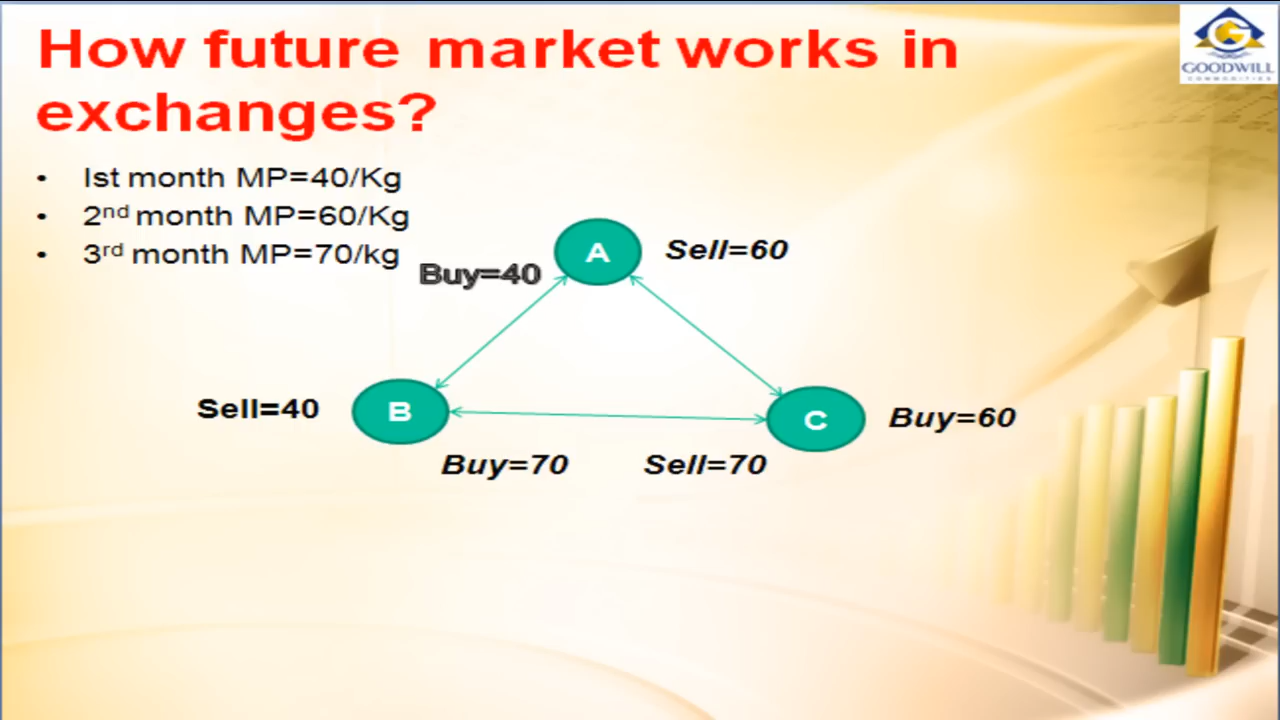 How future market works in
exchanges?
GOODWILL
COMMODITIES
• Ist month MP=40/Kg
• 2nd month MP=60/Kg
• 3rd month MP=70/kg
Buy=40
A
Sell=60
Sell=40
B
C
Buy=60
Buy=70
Sell=70